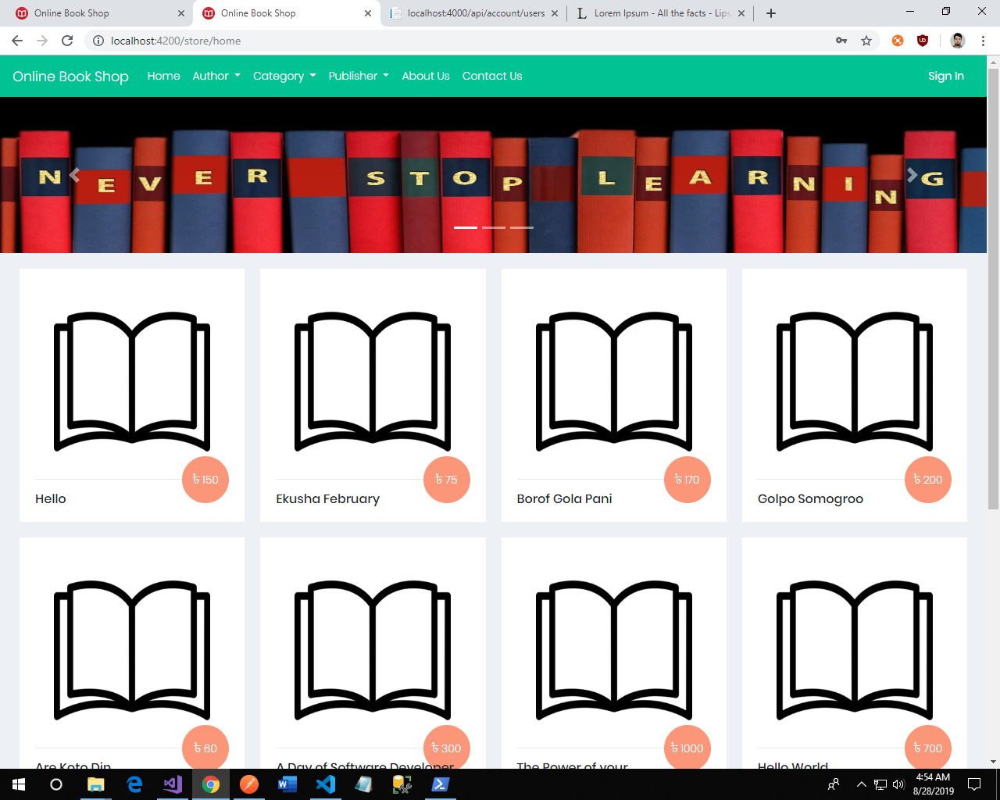 Online Book Shop
Online Book Shop
localhost:4000/api/account/users
Lorem Ipsum - All the facts - Lips
localhost:4200/store/home
Online Book Shop Home Author Category Publisher About Us Contact Us Sign In
NEVER STOP LEARNING
৳ 150
৳ 75
৳ 170
৳ 200
Hello
Ekusha February
Borof Gola Pani
Golpo Somogroo
৳ 60
৳ 300
৳ 1000
৳ 700
Are Koto Din
A Day of Software Developer
The Power of your
Hello World
4:54 AM
8/28/2019